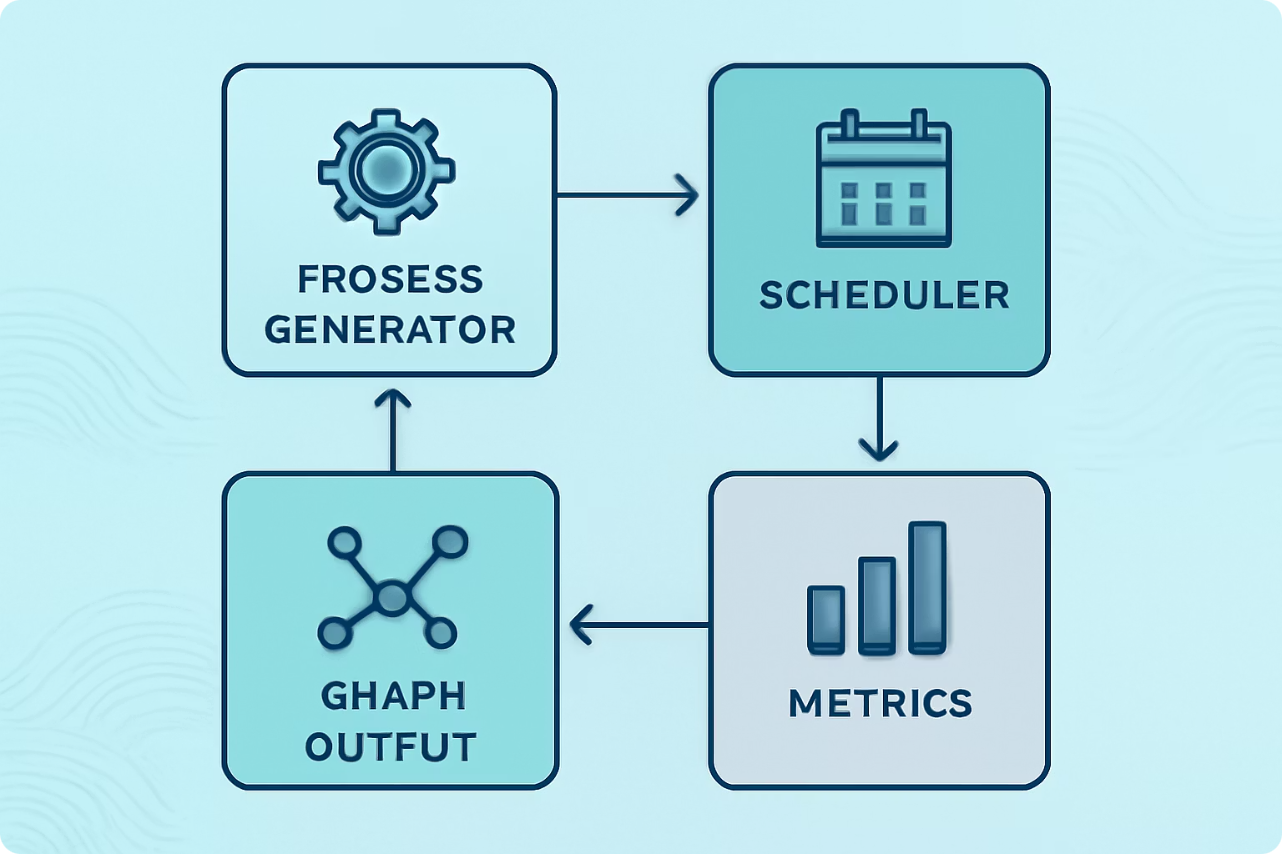 FROSESS
GENERATOR
SCHEDULER
GHAPH
OUTFUT
METRICS